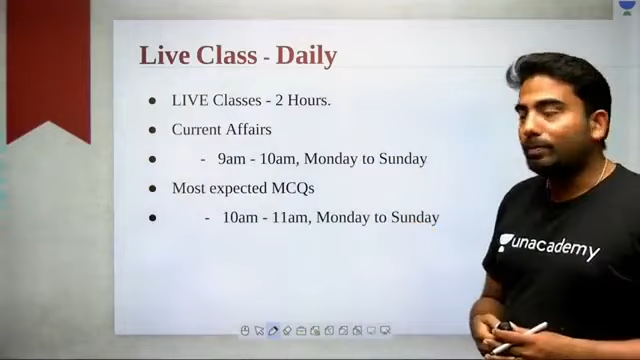 Live Class - Daily
● LIVE Classes - 2 Hours.
● Current Affairs
● - 9am - 10am, Monday to Sunday
● Most expected MCQs
● - 10am - 11am, Monday to Sunday
unacademy